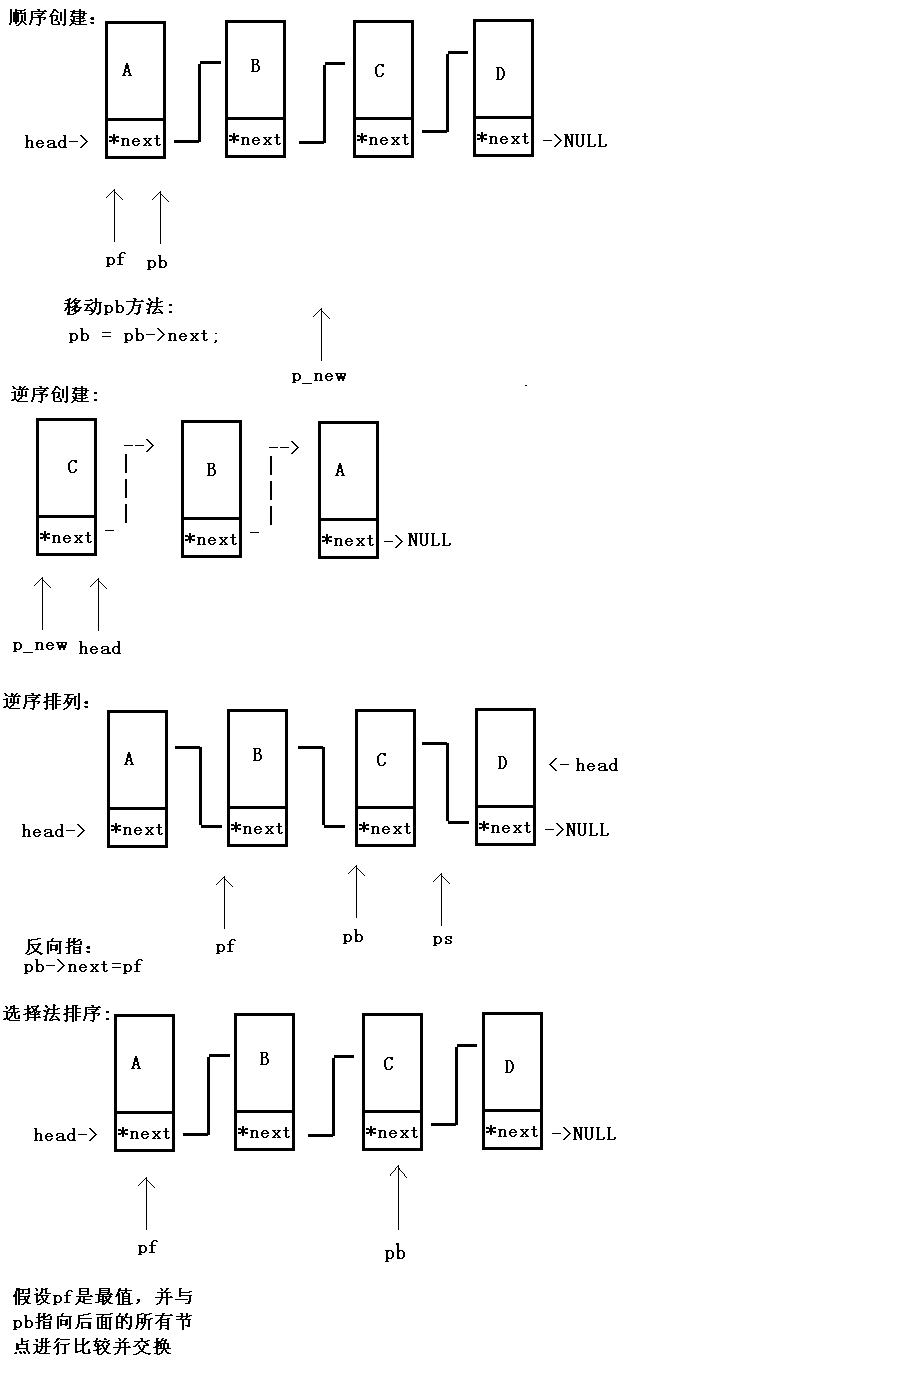 顺序创建:
A B C D
head-> *next *next *next *next ->NULL
pf pb
移动pb方法:
pb = pb->next;
p_new
逆序创建:
C --> B --> A
*next *next *next ->NULL
p_new head
逆序排列:
A B C D <- head
head-> *next *next *next *next ->NULL
pf pb ps
反向指:
pb->next=pf
选择法排序:
A B C D
head-> *next *next *next *next ->NULL
pf pb
假设pf是最值，并与
pb指向后面的所有节
点进行比较并交换